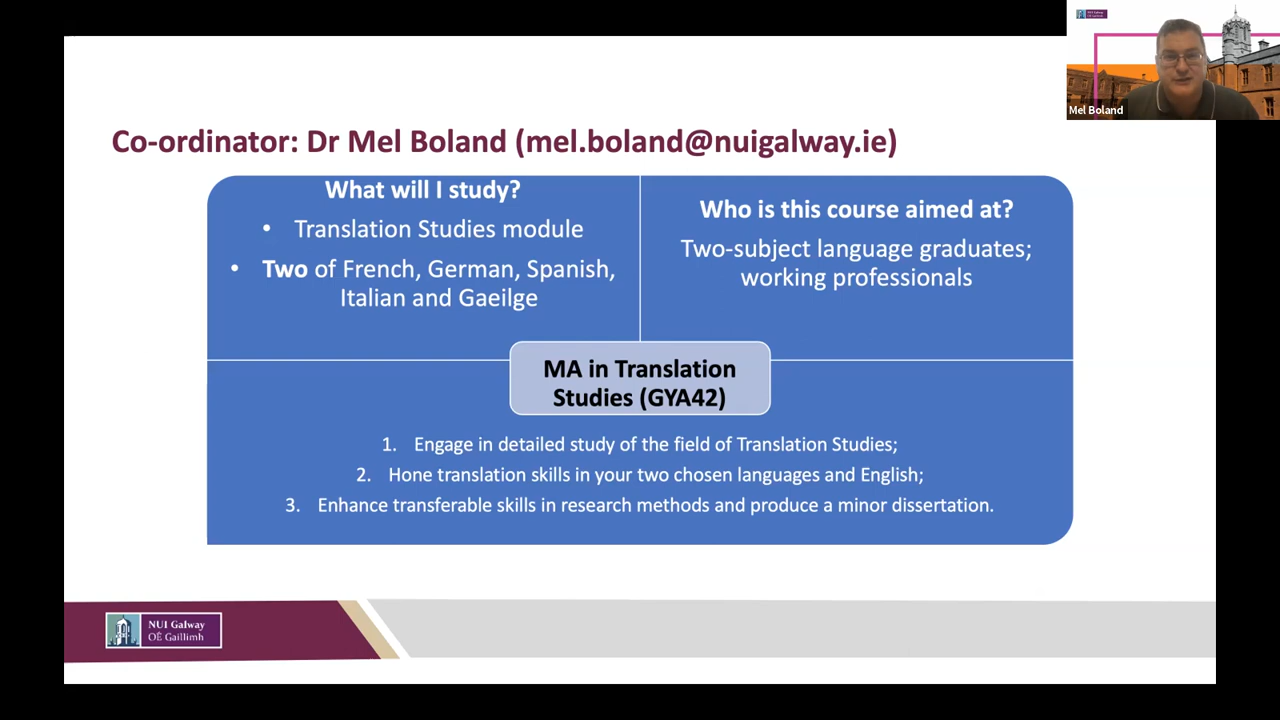 NUI Galway
Mel Boland
Co-ordinator: Dr Mel Boland (mel.boland@nuigalway.ie)
What will I study?
• Translation Studies module
• Two of French, German, Spanish,
Italian and Gaeilge
Who is this course aimed at?
Two-subject language graduates;
working professionals
MA in Translation
Studies (GYA42)
1. Engage in detailed study of the field of Translation Studies;
2. Hone translation skills in your two chosen languages and English;
3. Enhance transferable skills in research methods and produce a minor dissertation.
NUI Galway
OÉ Gaillimh